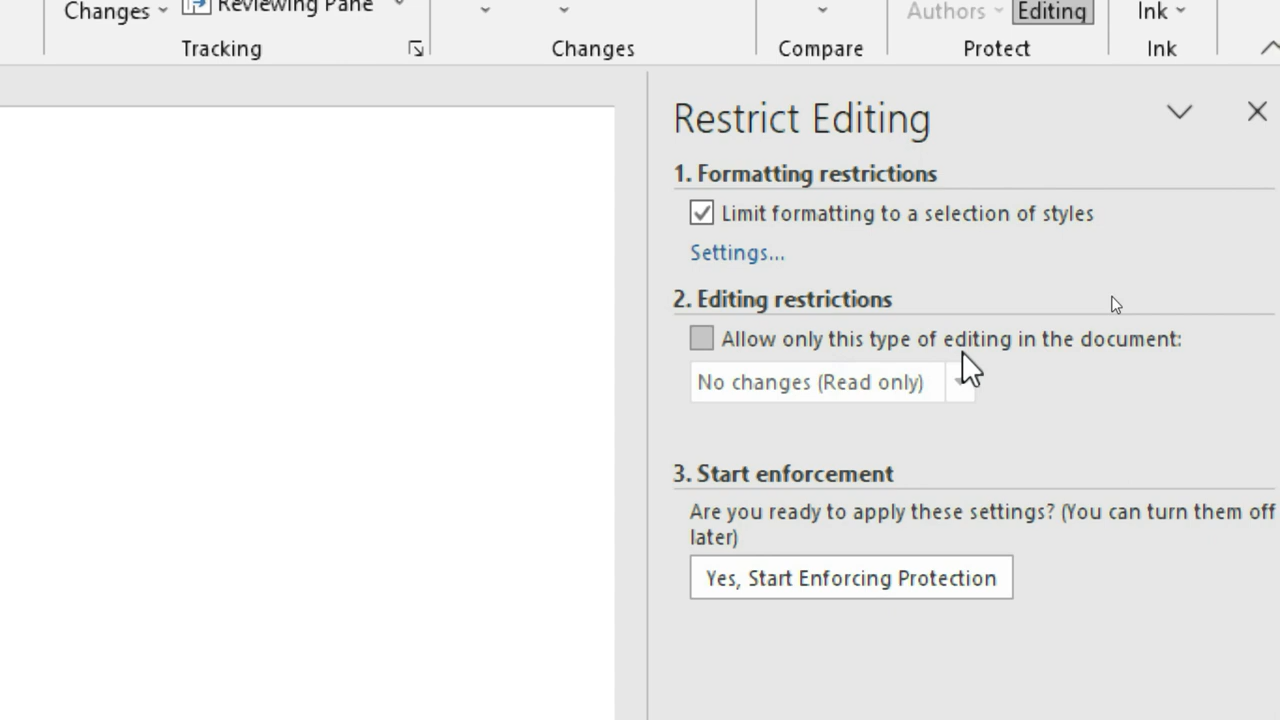 Changes
Reviewing Pane
Authors
Editing
Ink
Tracking
Changes
Compare
Protect
Ink
Restrict Editing
1. Formatting restrictions
Limit formatting to a selection of styles
Settings...
2. Editing restrictions
Allow only this type of editing in the document:
No changes (Read only)
3. Start enforcement
Are you ready to apply these settings? (You can turn them off
later)
Yes, Start Enforcing Protection